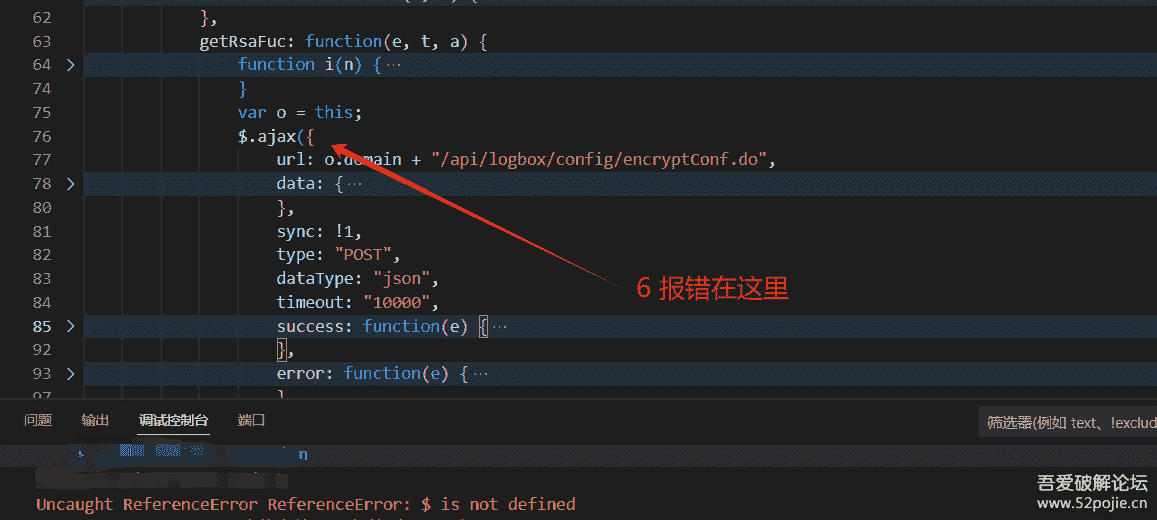 62 },
63 getRsaFuc: function(e, t, a) {
64 > function i(n) { ···
74 }
75 var o = this;
76 $.ajax({
77 url: o.domain + "/api/logbox/config/encryptConf.do",
78 > data: { ···
80 },
81 sync: !1,
82 type: "POST",
83 dataType: "json",
84 timeout: "10000",
85 > success: function(e) { ···
92 },
93 > error: function(e) { ···
97 }
6 报错在这里
问题 输出 调试控制台 端口
筛选器(例如 text、!exclud
n
Uncaught ReferenceError ReferenceError: $ is not defined
吾爱破解论坛
www.52pojie.cn